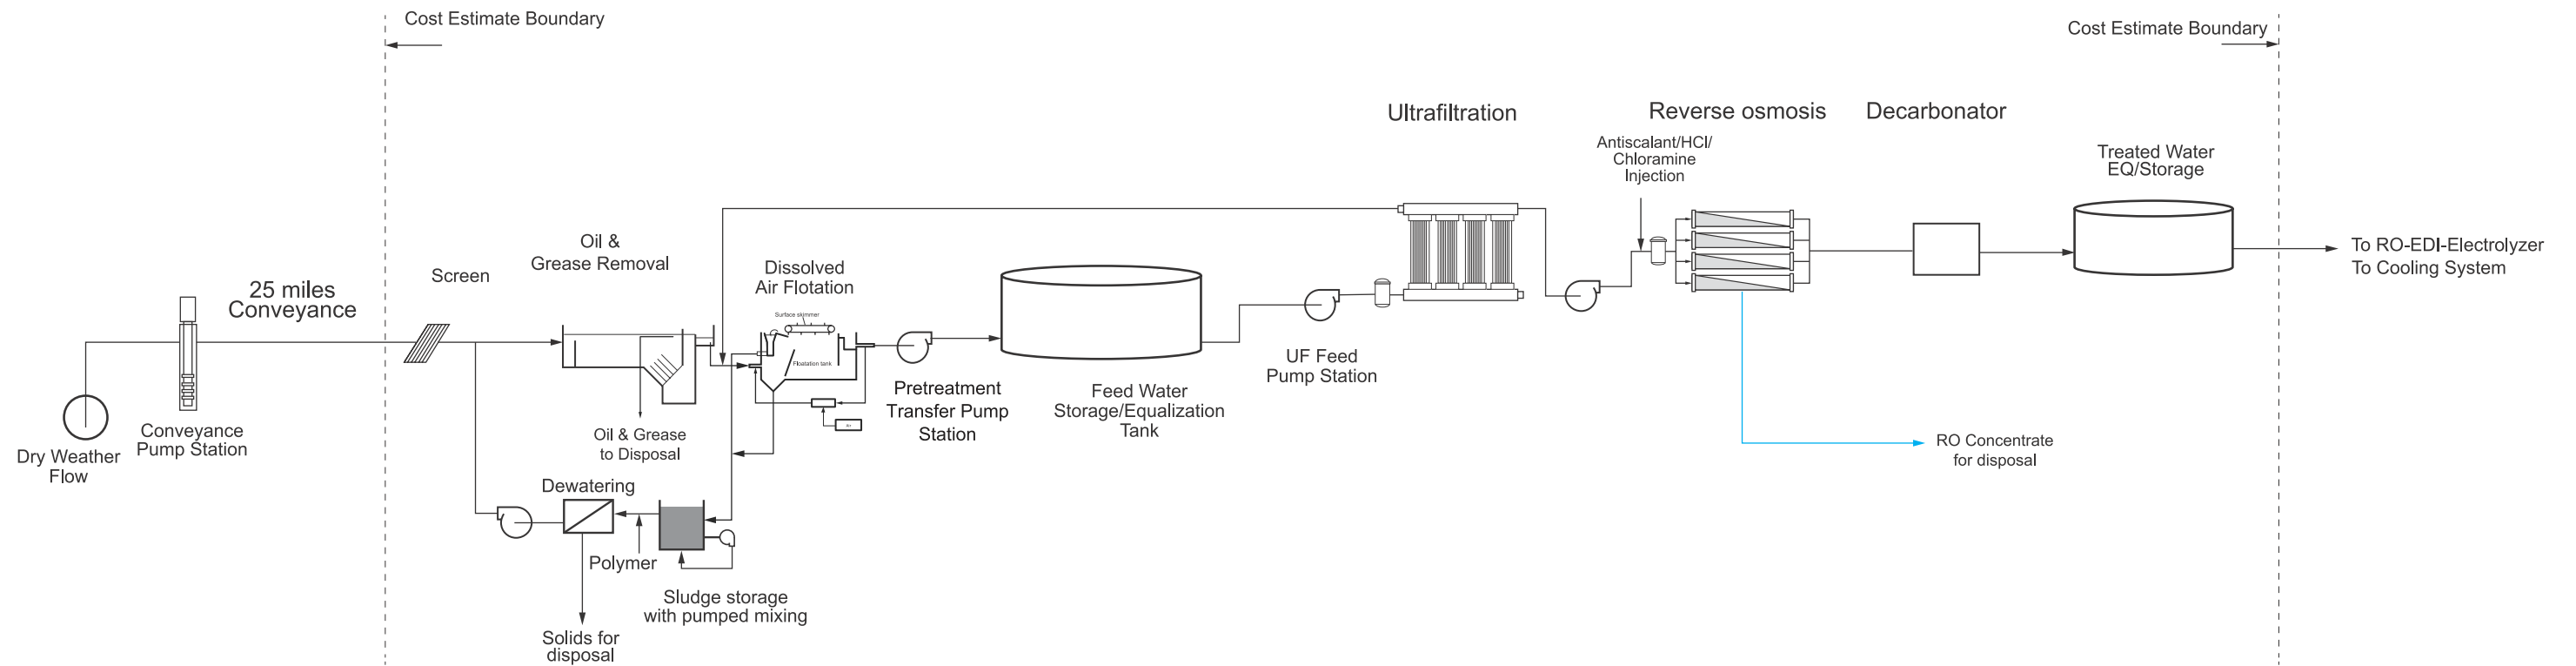 Cost Estimate Boundary
Cost Estimate Boundary
Ultrafiltration
Reverse osmosis
Decarbonator
Antiscalant/HCl/
Chloramine
Injection
Treated Water
EQ/Storage
Oil &
Grease Removal
Screen
25 miles
Conveyance
Dissolved
Air Flotation
Surface skimmer
Floatation tank
Air
To RO-EDI-Electrolyzer
To Cooling System
UF Feed
Pump Station
Pretreatment
Transfer Pump
Station
Feed Water
Storage/Equalization
Tank
Conveyance
Pump Station
Dry Weather
Flow
Oil & Grease
to Disposal
RO Concentrate
for disposal
Dewatering
Polymer
Sludge storage
with pumped mixing
Solids for
disposal